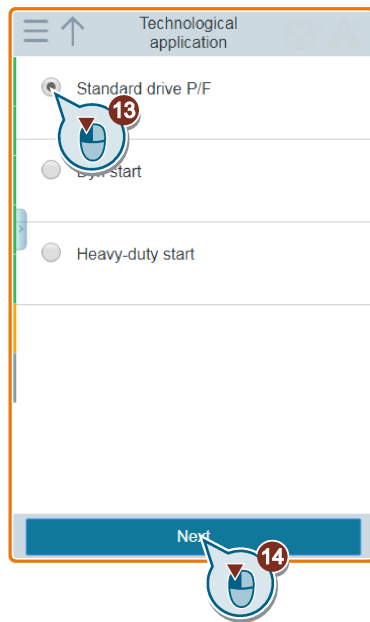 Technological
application
Standard drive P/F
13
start
Heavy-duty start
Next
14